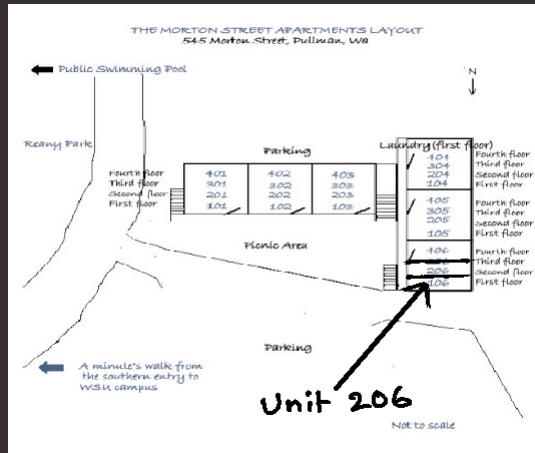 THE MORTON STREET APARTMENTS LAYOUT
545 Morton Street, Pullman, Wa
Public Swimming Pool
N
Reany Park
Parking
Laundry (first floor)
404 Fourth floor
304 Third floor
204 Second floor
104 First floor
Fourth floor 401 402 403
Third floor 301 302 303
Second floor 201 202 203
First floor 101 102 103
405 Fourth floor
305 Third floor
205 Second floor
105 First floor
Picnic Area
406 Fourth floor
Third floor
206 Second floor
106 First floor
Parking
A minute's walk from
the southern entry to
WSU campus
Unit 206
Not to scale